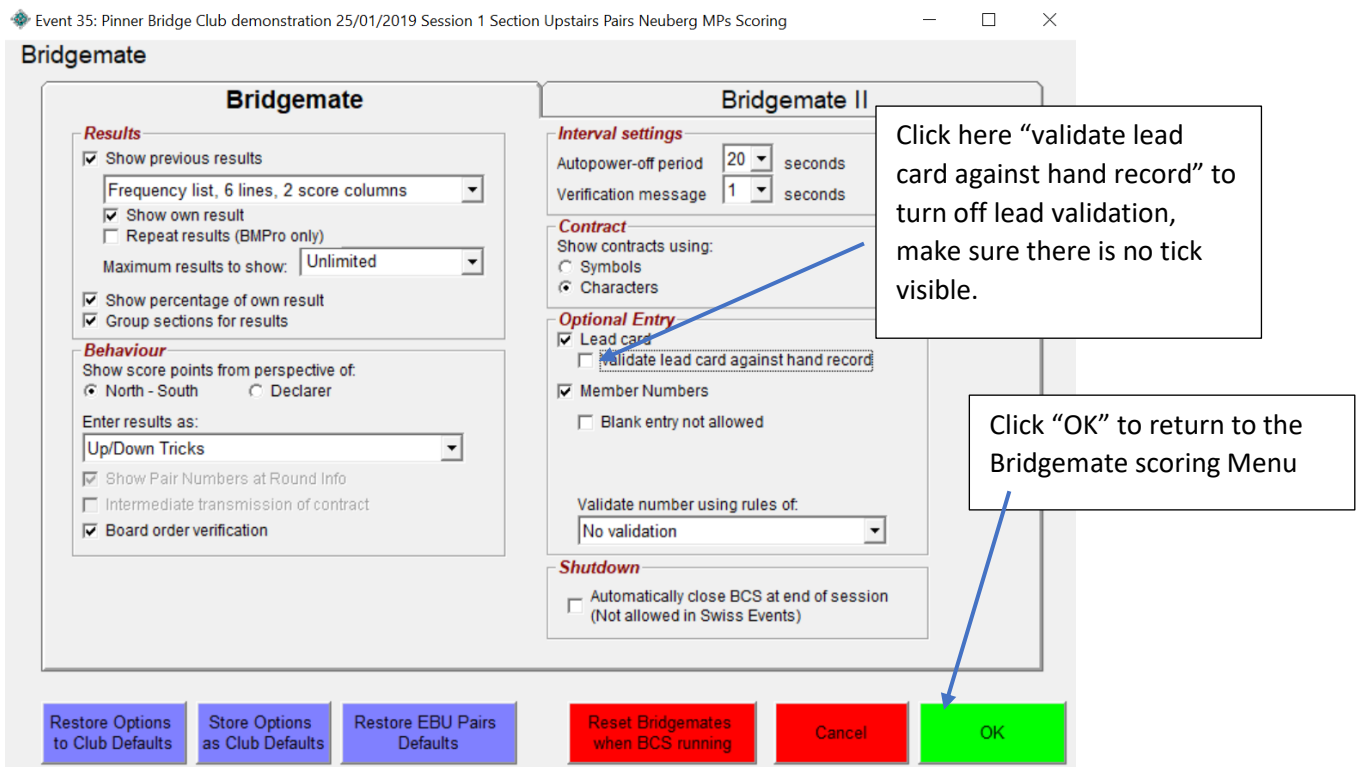 Event 35: Pinner Bridge Club demonstration 25/01/2019 Session 1 Section Upstairs Pairs Neuberg MPs Scoring
Bridgemate
Bridgemate
Bridgemate II
Results
Show previous results
Frequency list, 6 lines, 2 score columns
Show own result
Repeat results (BMPro only)
Maximum results to show: Unlimited
Show percentage of own result
Group sections for results
Behaviour
Show score points from perspective of:
North - South Declarer
Enter results as:
Up/Down Tricks
Show Pair Numbers at Round Info
Intermediate transmission of contract
Board order verification
Interval settings
Autopower-off period 20 seconds
Verification message 1 seconds
Contract
Show contracts using:
Symbols
Characters
Optional Entry
Lead card
Validate lead card against hand record
Member Numbers
Blank entry not allowed
Validate number using rules of:
No validation
Shutdown
Automatically close BCS at end of session
(Not allowed in Swiss Events)
Click here “validate lead
card against hand record” to
turn off lead validation,
make sure there is no tick
visible.
Click “OK” to return to the
Bridgemate scoring Menu
Restore Options
to Club Defaults
Store Options
as Club Defaults
Restore EBU Pairs
Defaults
Reset Bridgemates
when BCS running
Cancel
OK